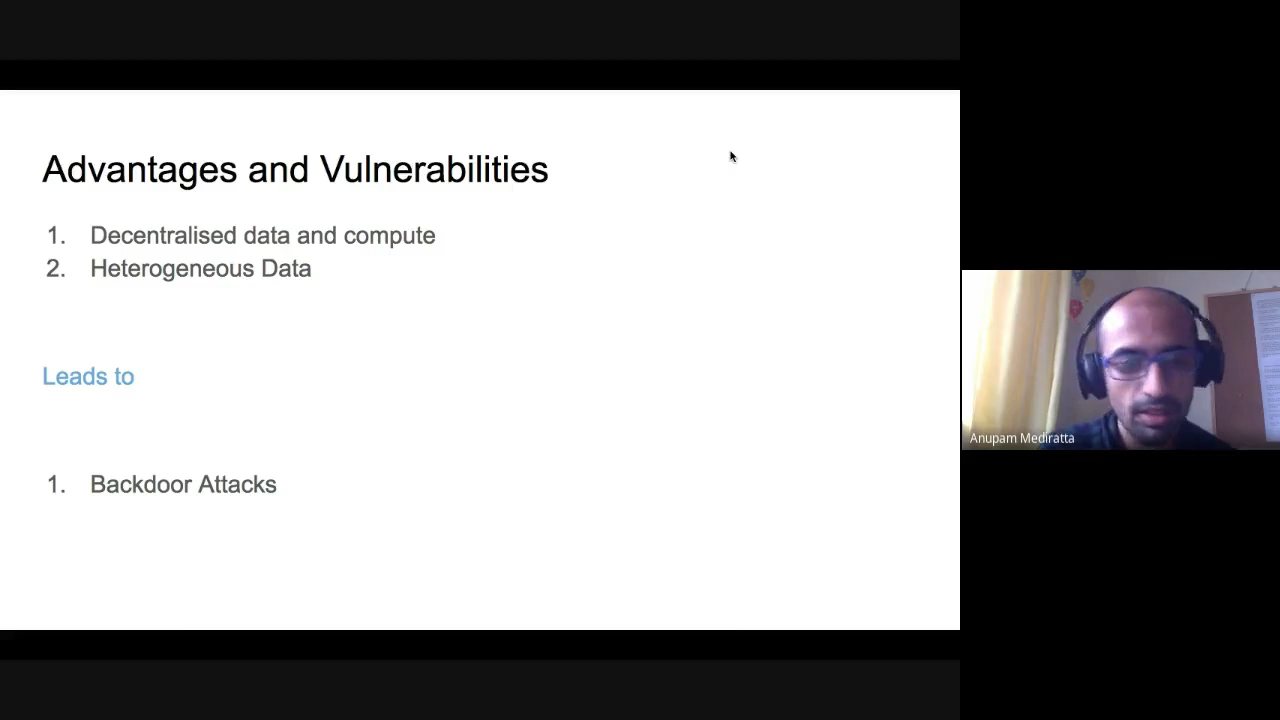 Advantages and Vulnerabilities
1. Decentralised data and compute
2. Heterogeneous Data
Leads to
1. Backdoor Attacks
Anupam Mediratta